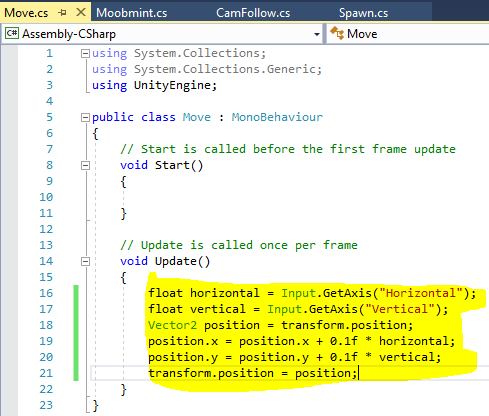 Move.cs Moobmint.cs CamFollow.cs Spawn.cs
C# Assembly-CSharp Move
1 using System.Collections;
2 using System.Collections.Generic;
3 using UnityEngine;
4
5 public class Move : MonoBehaviour
6 {
7 // Start is called before the first frame update
8 void Start()
9 {
10
11 }
12
13 // Update is called once per frame
14 void Update()
15 {
16 float horizontal = Input.GetAxis("Horizontal");
17 float vertical = Input.GetAxis("Vertical");
18 Vector2 position = transform.position;
19 position.x = position.x + 0.1f * horizontal;
20 position.y = position.y + 0.1f * vertical;
21 transform.position = position;
22 }
23 }